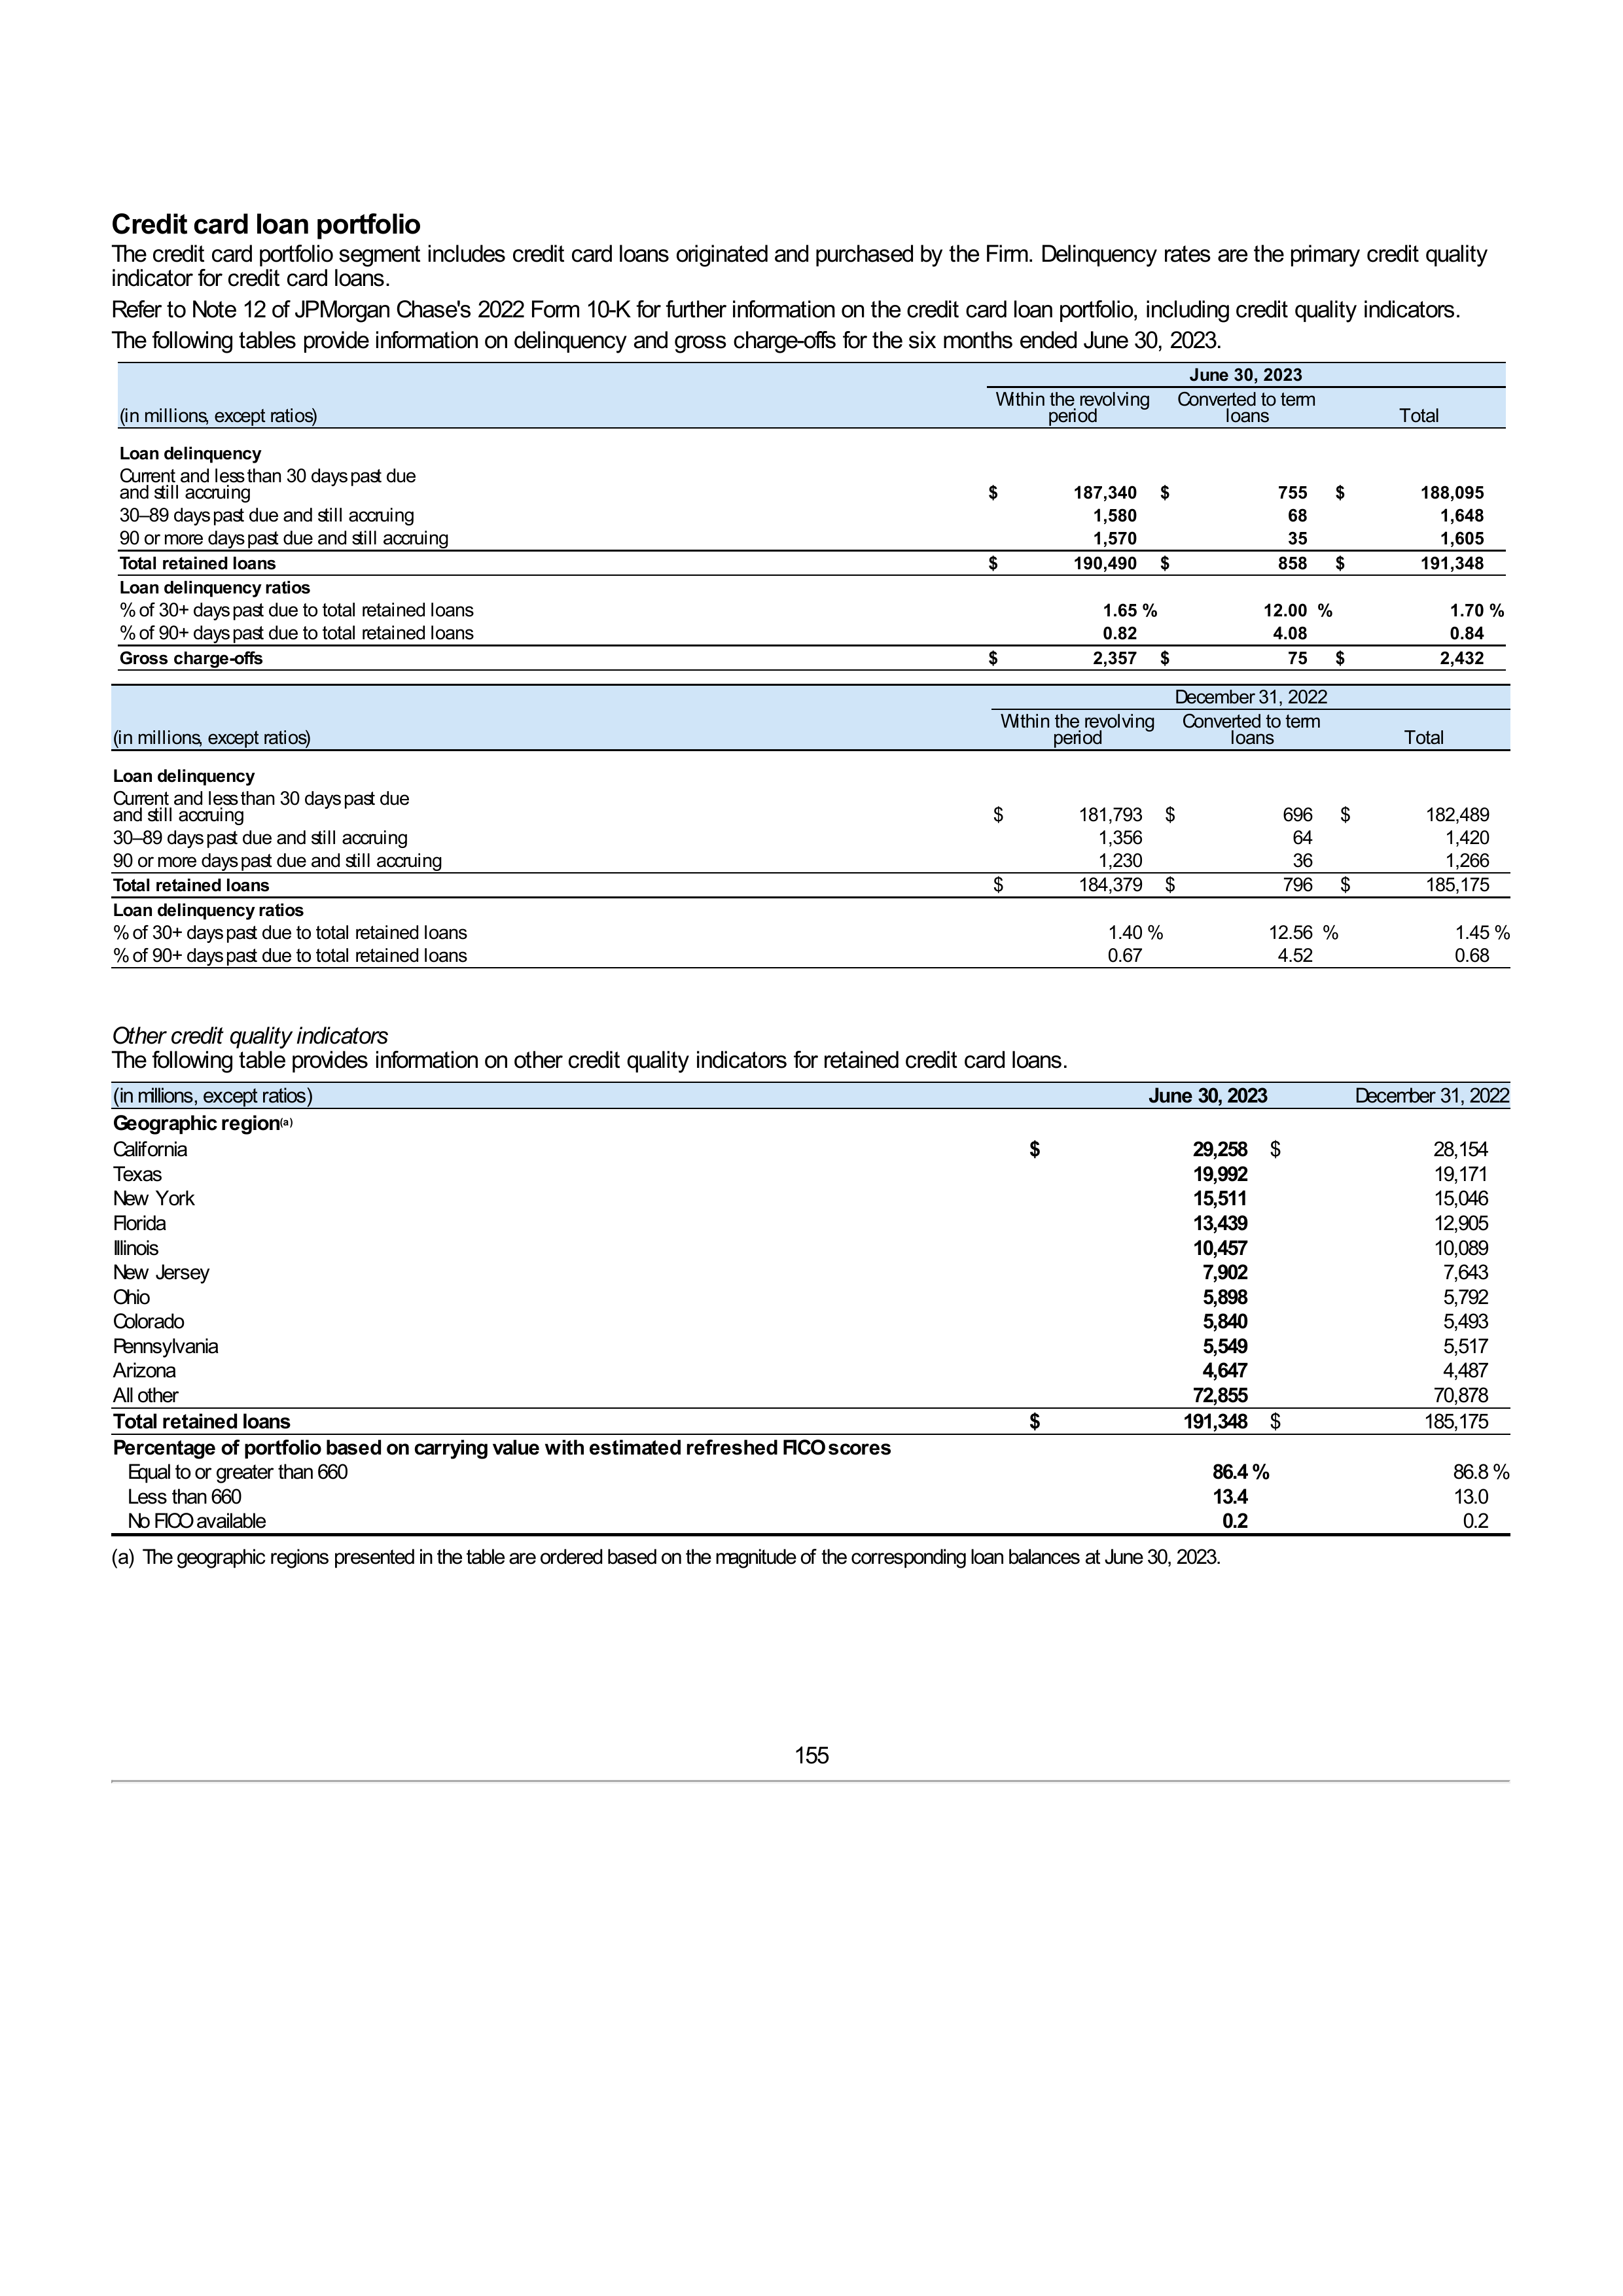 Credit card loan portfolio
The credit card portfolio segment includes credit card loans originated and purchased by the Firm. Delinquency rates are the primary credit quality
indicator for credit card loans.
Refer to Note 12 of JPMorgan Chase's 2022 Form 10-K for further information on the credit card loan portfolio, including credit quality indicators.
The following tables provide information on delinquency and gross charge-offs for the six months ended June 30, 2023.
June 30, 2023
(in millions, except ratios) Within the revolving period Converted to term loans Total
Loan delinquency
Current and less than 30 days past due
and still accruing $ 187,340 $ 755 $ 188,095
30–89 days past due and still accruing 1,580 68 1,648
90 or more days past due and still accruing 1,570 35 1,605
Total retained loans $ 190,490 $ 858 $ 191,348
Loan delinquency ratios
% of 30+ days past due to total retained loans 1.65 % 12.00 % 1.70 %
% of 90+ days past due to total retained loans 0.82 4.08 0.84
Gross charge-offs $ 2,357 $ 75 $ 2,432
December 31, 2022
(in millions, except ratios) Within the revolving period Converted to term loans Total
Loan delinquency
Current and less than 30 days past due
and still accruing $ 181,793 $ 696 $ 182,489
30–89 days past due and still accruing 1,356 64 1,420
90 or more days past due and still accruing 1,230 36 1,266
Total retained loans $ 184,379 $ 796 $ 185,175
Loan delinquency ratios
% of 30+ days past due to total retained loans 1.40 % 12.56 % 1.45 %
% of 90+ days past due to total retained loans 0.67 4.52 0.68
Other credit quality indicators
The following table provides information on other credit quality indicators for retained credit card loans.
(in millions, except ratios) June 30, 2023 December 31, 2022
Geographic region(a)
California $ 29,258 $ 28,154
Texas 19,992 19,171
New York 15,511 15,046
Florida 13,439 12,905
Illinois 10,457 10,089
New Jersey 7,902 7,643
Ohio 5,898 5,792
Colorado 5,840 5,493
Pennsylvania 5,549 5,517
Arizona 4,647 4,487
All other 72,855 70,878
Total retained loans $ 191,348 $ 185,175
Percentage of portfolio based on carrying value with estimated refreshed FICO scores
Equal to or greater than 660 86.4 % 86.8 %
Less than 660 13.4 13.0
No FICO available 0.2 0.2
(a) The geographic regions presented in the table are ordered based on the magnitude of the corresponding loan balances at June 30, 2023.
155